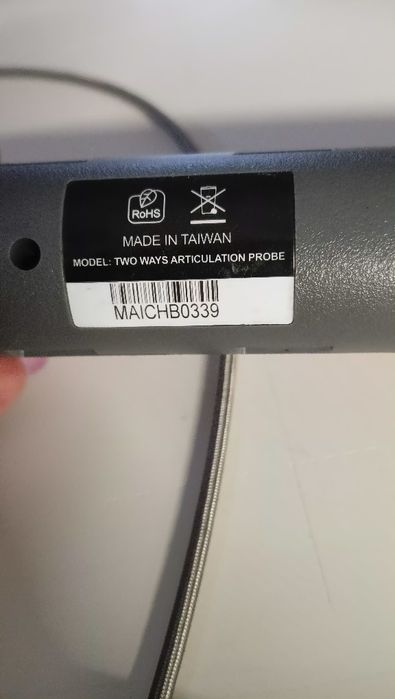 RoHS
MADE IN TAIWAN
MODEL: TWO WAYS ARTICULATION PROBE
MAICHB0339